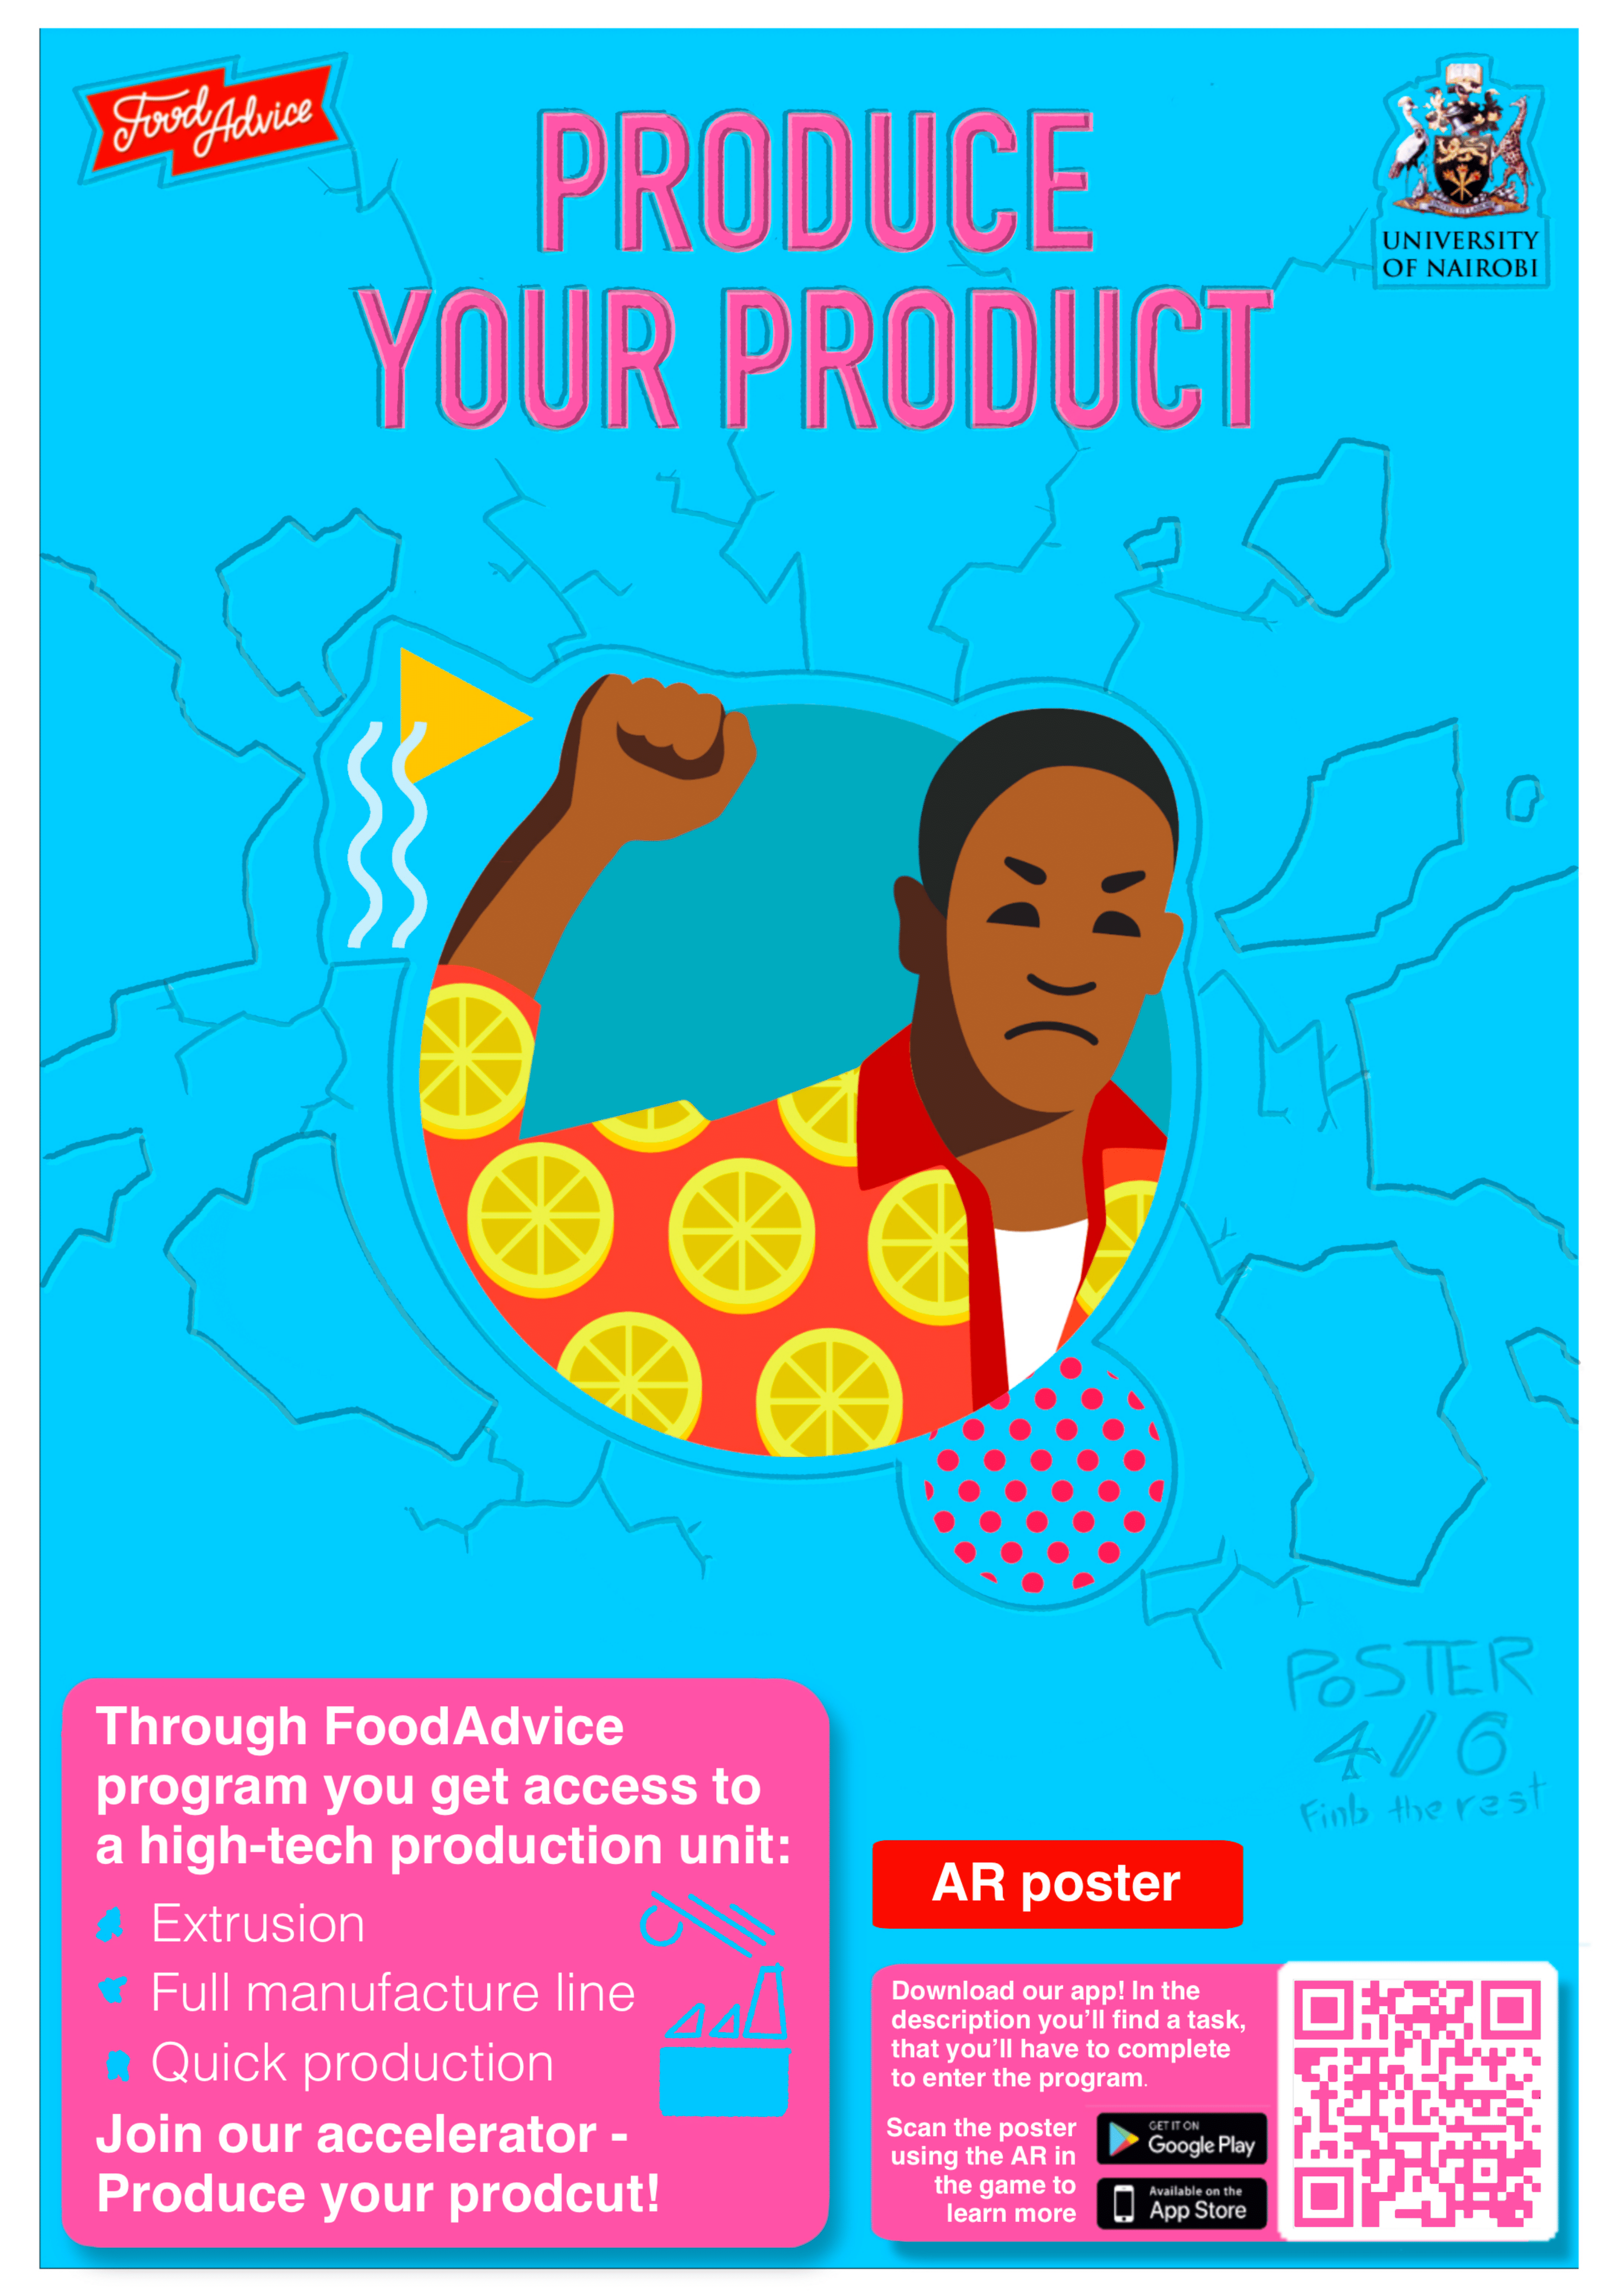 Food Advice
PRODUCE
YOUR PRODUCT
UNIVERSITY
OF NAIROBI
POSTER
4/6
Finb the rest
Through FoodAdvice
program you get access to
a high-tech production unit:
Extrusion
Full manufacture line
Quick production
Join our accelerator -
Produce your prodcut!
AR poster
Download our app! In the
description you'll find a task,
that you'll have to complete
to enter the program.
Scan the poster
using the AR in
the game to
learn more
GET IT ON
Google Play
Available on the
App Store